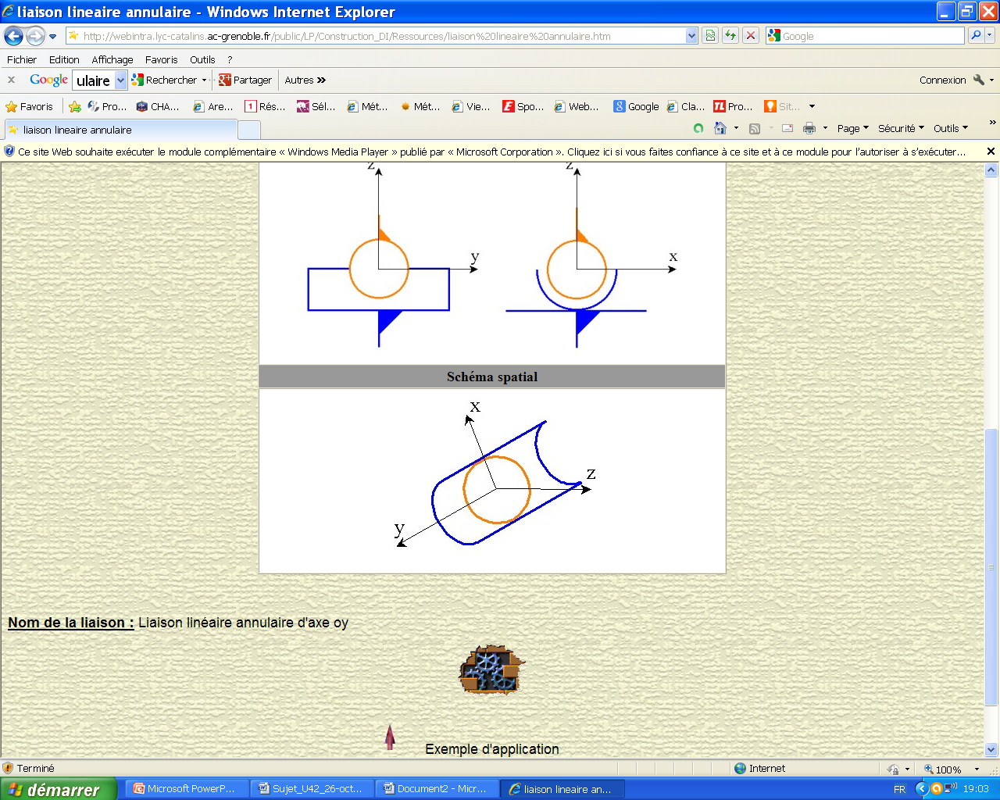 liaison lineaire annulaire - Windows Internet Explorer
http://webintra.lyc-catalins.ac-grenoble.fr/public/LP/Construction_DI/Ressources/liaison%20lineaire%20annulaire.htm
Google
Fichier Edition Affichage Favoris Outils ?
x Google ulaire Rechercher Partager Autres »
Connexion
Favoris Pro... CHA... Are... Rés... Sél... Mét... Mét... Vie... Spo... Web... Google Cla... Pro... Sit...
liaison lineaire annulaire
Page Sécurité Outils »
Ce site Web souhaite exécuter le module complémentaire « Windows Media Player » publié par « Microsoft Corporation ». Cliquez ici si vous faites confiance à ce site et à ce module pour l'autoriser à s'exécuter...
z z
y x
Schéma spatial
x
z
y
Nom de la liaison : Liaison linéaire annulaire d'axe oy
Exemple d'application
Terminé
Internet
100%
démarrer
Microsoft PowerP...
Sujet_U42_26-oct...
Document2 - Micr...
liaison lineaire an...
FR
19:03